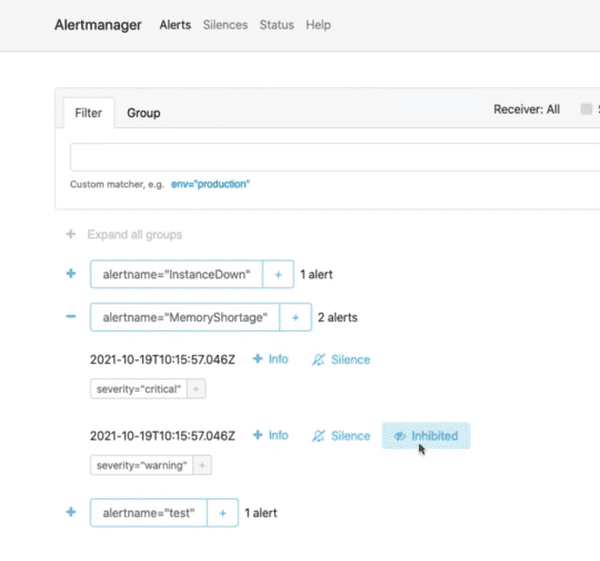 Alertmanager Alerts Silences Status Help
Filter Group Receiver: All
Custom matcher, e.g. env="production"
+ Expand all groups
+ alertname="InstanceDown" + 1 alert
− alertname="MemoryShortage" + 2 alerts
2021-10-19T10:15:57.046Z + Info Silence
severity="critical" +
2021-10-19T10:15:57.046Z + Info Silence Inhibited
severity="warning" +
+ alertname="test" + 1 alert